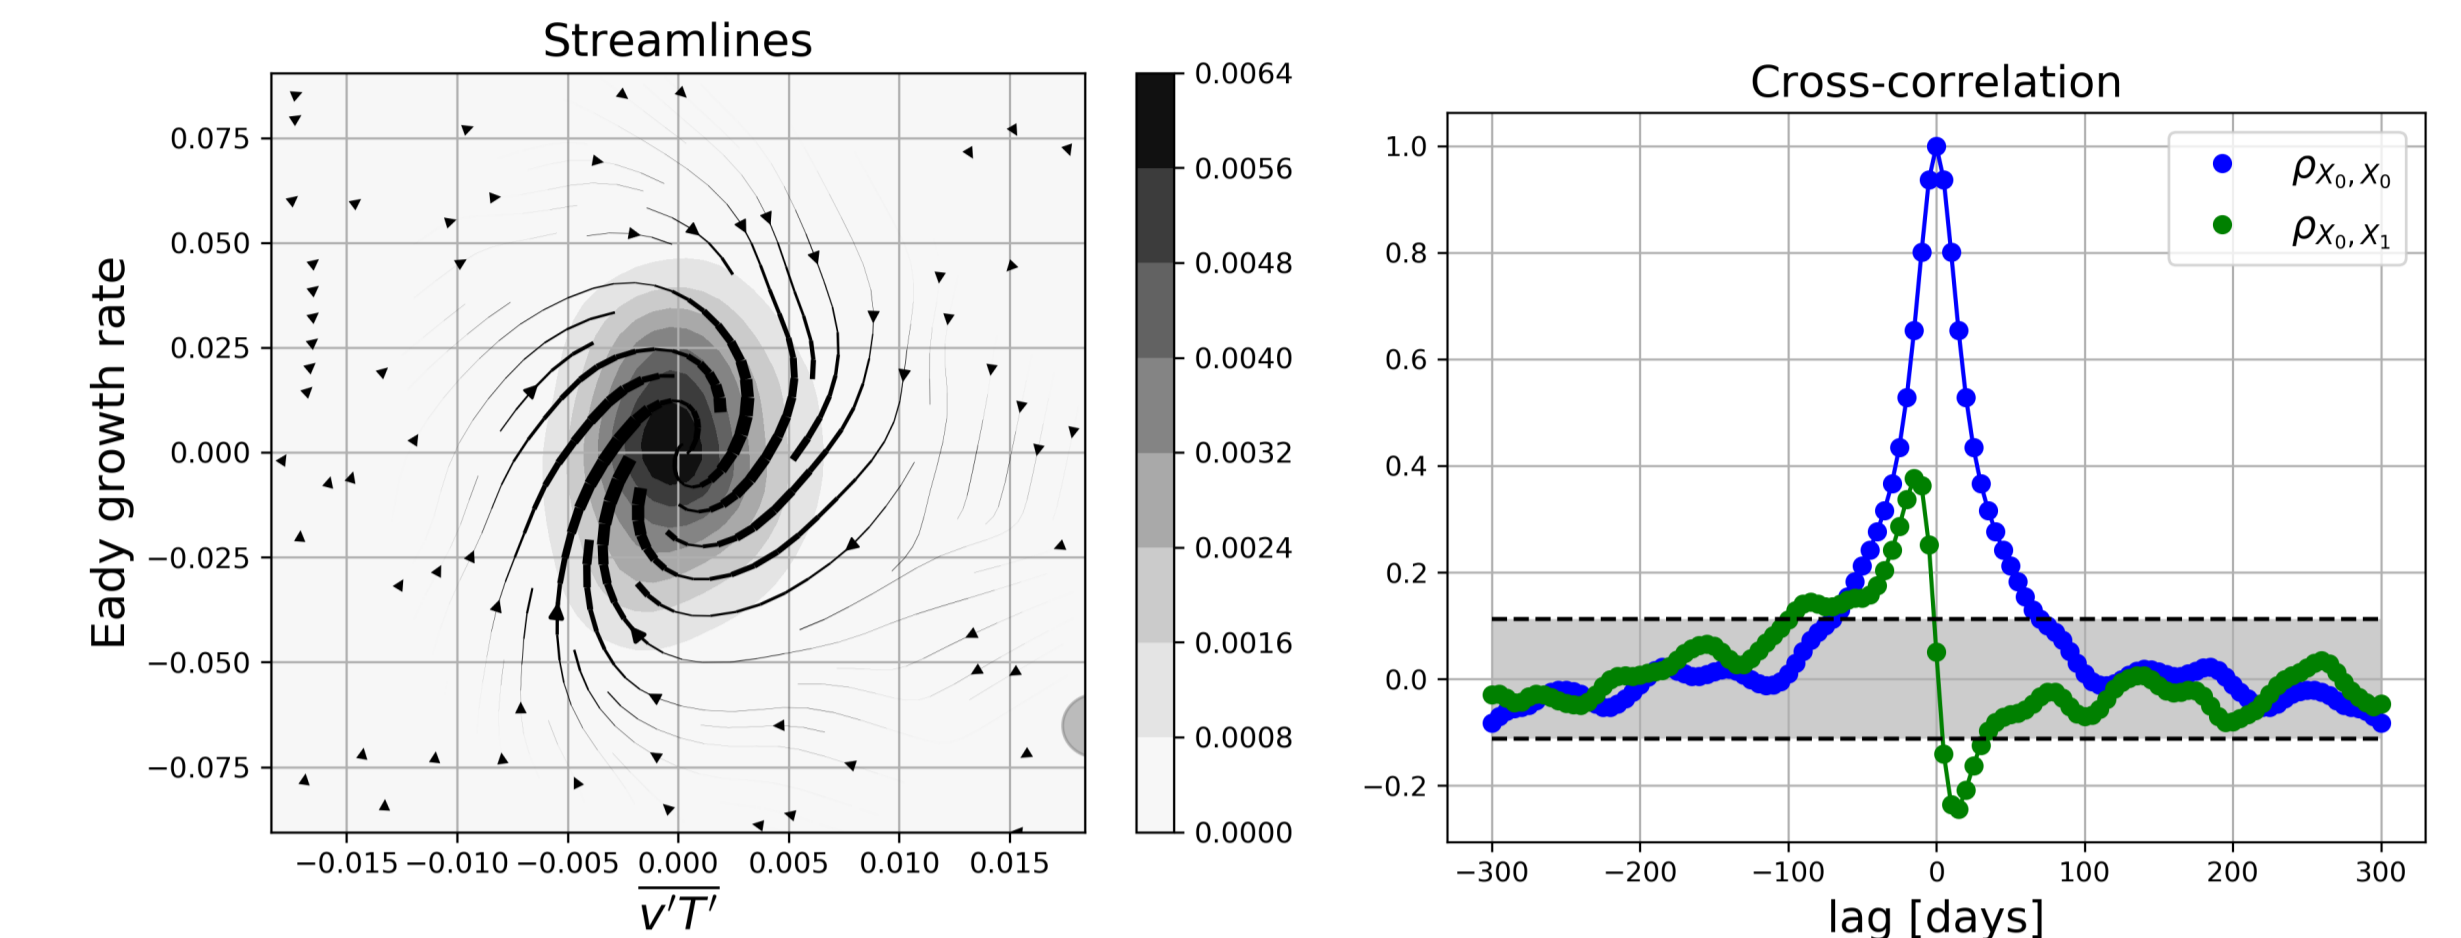 Streamlines
0.075
0.050
0.025
0.000
−0.025
−0.050
−0.075
Eady growth rate
−0.015 −0.010 −0.005 0.000 0.005 0.010 0.015
v′T′
0.0064
0.0056
0.0048
0.0040
0.0032
0.0024
0.0016
0.0008
0.0000
Cross-correlation
1.0
0.8
0.6
0.4
0.2
0.0
−0.2
ρX0, X0
ρX0, X1
−300 −200 −100 0 100 200 300
lag [days]